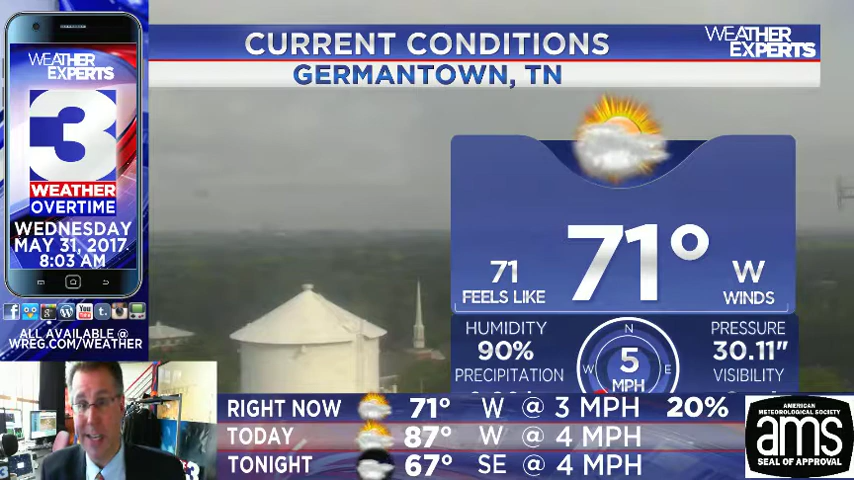 WEATHER
EXPERTS
3
WEATHER
OVERTIME
WEDNESDAY
MAY 31, 2017
8:03 AM
ALL AVAILABLE @
WREG.COM/WEATHER
CURRENT CONDITIONS
GERMANTOWN, TN
WEATHER
EXPERTS
71°
71
FEELS LIKE
W
WINDS
HUMIDITY
90%
PRECIPITATION
N
W 5 E
MPH
PRESSURE
30.11"
VISIBILITY
RIGHT NOW 71° W @ 3 MPH 20%
TODAY 87° W @ 4 MPH
TONIGHT 67° SE @ 4 MPH
3
AMERICAN
METEOROLOGICAL SOCIETY
ams
SEAL OF APPROVAL